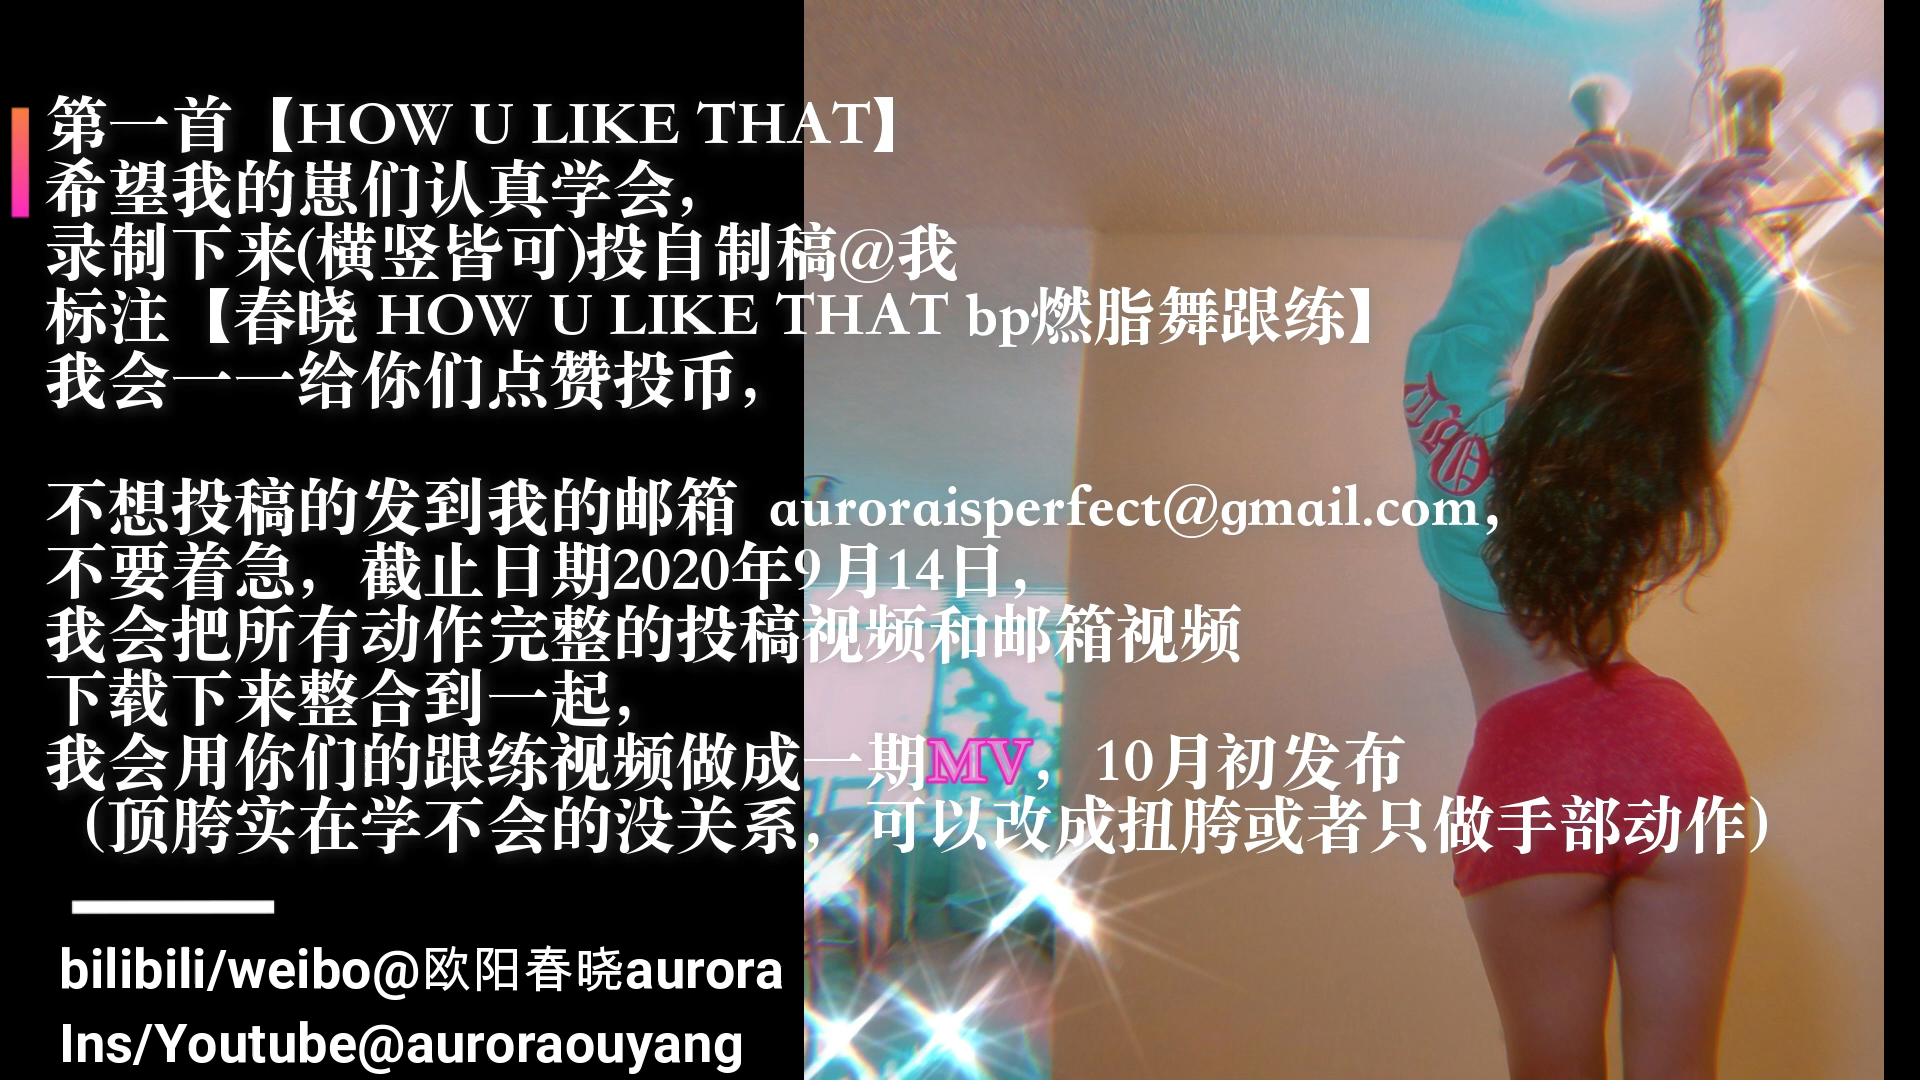 第一首【HOW U LIKE THAT】
希望我的崽们认真学会，
录制下来(横竖皆可)投自制稿@我
标注【春晓 HOW U LIKE THAT bp燃脂舞跟练】
我会一一给你们点赞投币，
不想投稿的发到我的邮箱 auroraisperfect@gmail.com，
不要着急，截止日期2020年9月14日，
我会把所有动作完整的投稿视频和邮箱视频
下载下来整合到一起，
我会用你们的跟练视频做成一期MV，10月初发布
（顶胯实在学不会的没关系，可以改成扭胯或者只做手部动作）
bilibili/weibo@欧阳春晓aurora
Ins/Youtube@auroraouyang